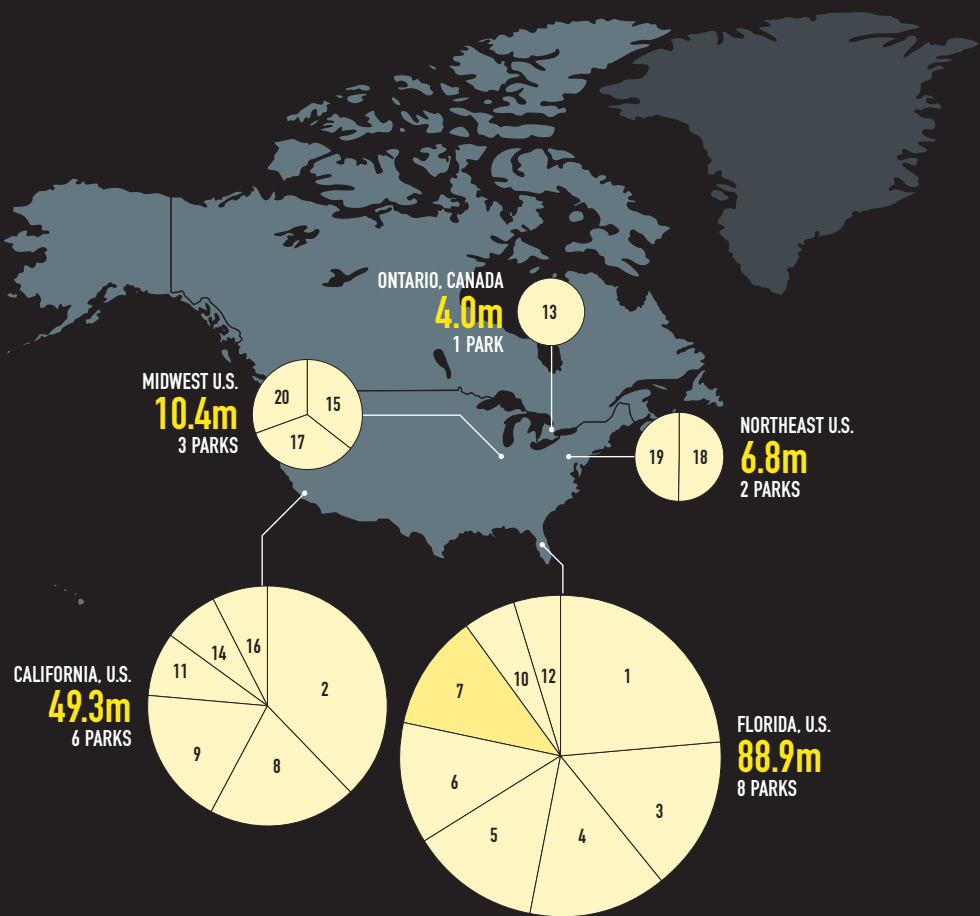 ONTARIO, CANADA
4.0m
1 PARK
13
MIDWEST U.S.
10.4m
3 PARKS
20
15
17
NORTHEAST U.S.
6.8m
2 PARKS
19
18
CALIFORNIA, U.S.
49.3m
6 PARKS
16
14
11
2
9
8
FLORIDA, U.S.
88.9m
8 PARKS
10
12
1
7
6
3
5
4